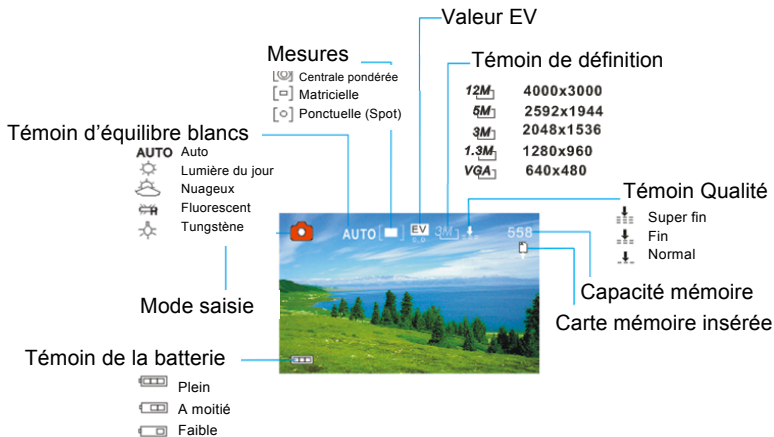 Valeur EV
Mesures
Centrale pondérée
Matricielle
Ponctuelle (Spot)
Témoin de définition
12M 4000x3000
5M 2592x1944
3M 2048x1536
1.3M 1280x960
VGA 640x480
Témoin d'équilibre blancs
AUTO Auto
Lumière du jour
Nuageux
Fluorescent
Tungstène
Témoin Qualité
Super fin
Fin
Normal
AUTO EV 3M 558
0.0
Mode saisie
Capacité mémoire
Carte mémoire insérée
Témoin de la batterie
Plein
A moitié
Faible